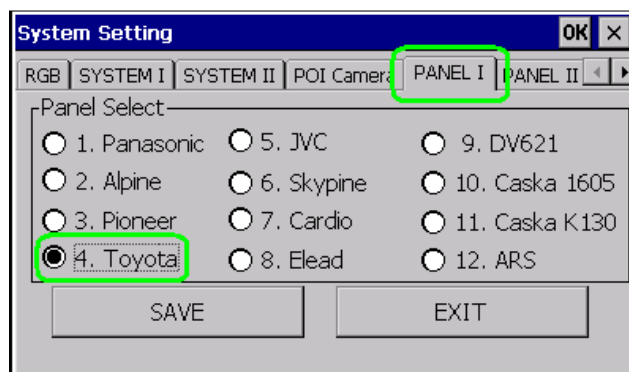 System Setting OK ×
RGB SYSTEM I SYSTEM II POI Camera PANEL I PANEL II
Panel Select
1. Panasonic 5. JVC 9. DV621
2. Alpine 6. Skypine 10. Caska 1605
3. Pioneer 7. Cardio 11. Caska K130
4. Toyota 8. Elead 12. ARS
SAVE EXIT